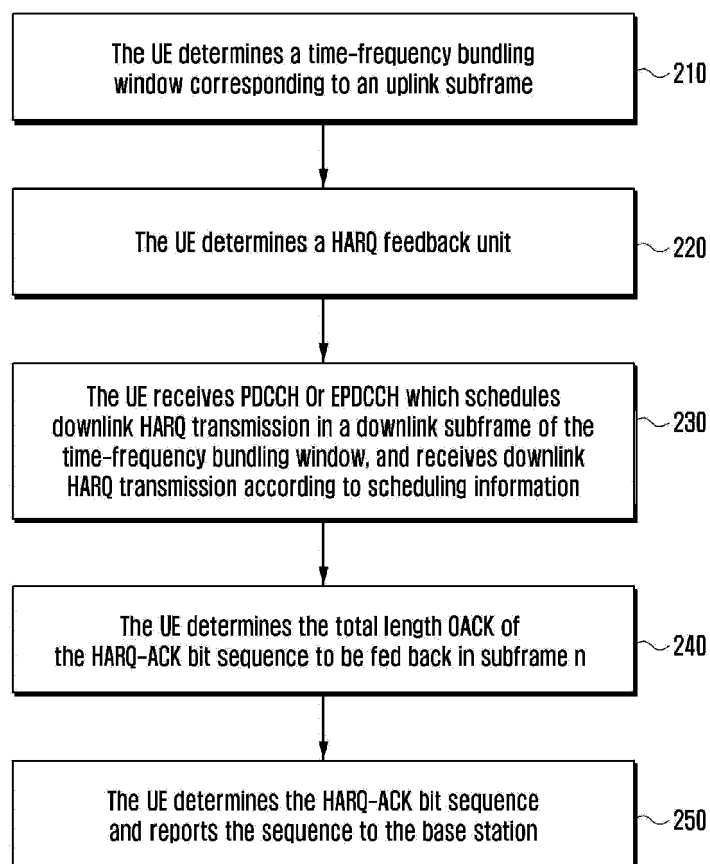 The UE determines a time-frequency bundling
window corresponding to an uplink subframe
210
The UE determines a HARQ feedback unit
220
The UE receives PDCCH Or EPDCCH which schedules
downlink HARQ transmission in a downlink subframe of the
time-frequency bundling window, and receives downlink
HARQ transmission according to scheduling information
230
The UE determines the total length OACK of
the HARQ-ACK bit sequence to be fed back in subframe n
240
The UE determines the HARQ-ACK bit sequence
and reports the sequence to the base station
250